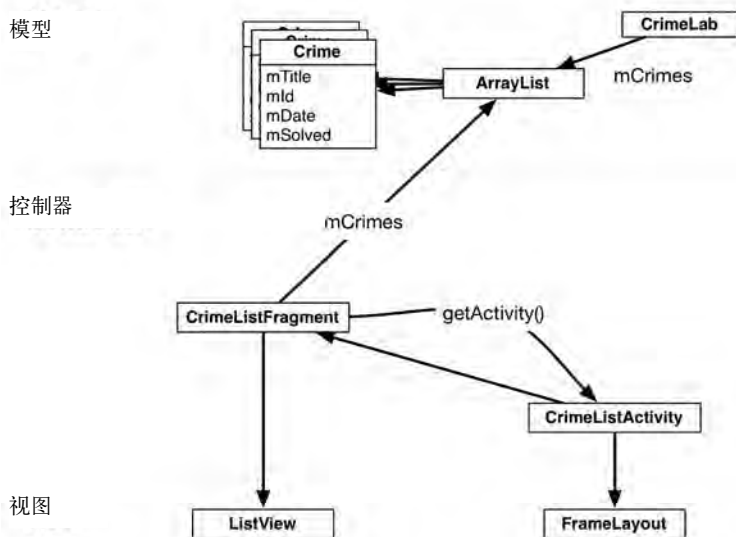 模型
CrimeLab
Crime
mTitle
mId
mDate
mSolved
ArrayList
mCrimes
控制器
mCrimes
CrimeListFragment
getActivity()
CrimeListActivity
视图
ListView
FrameLayout